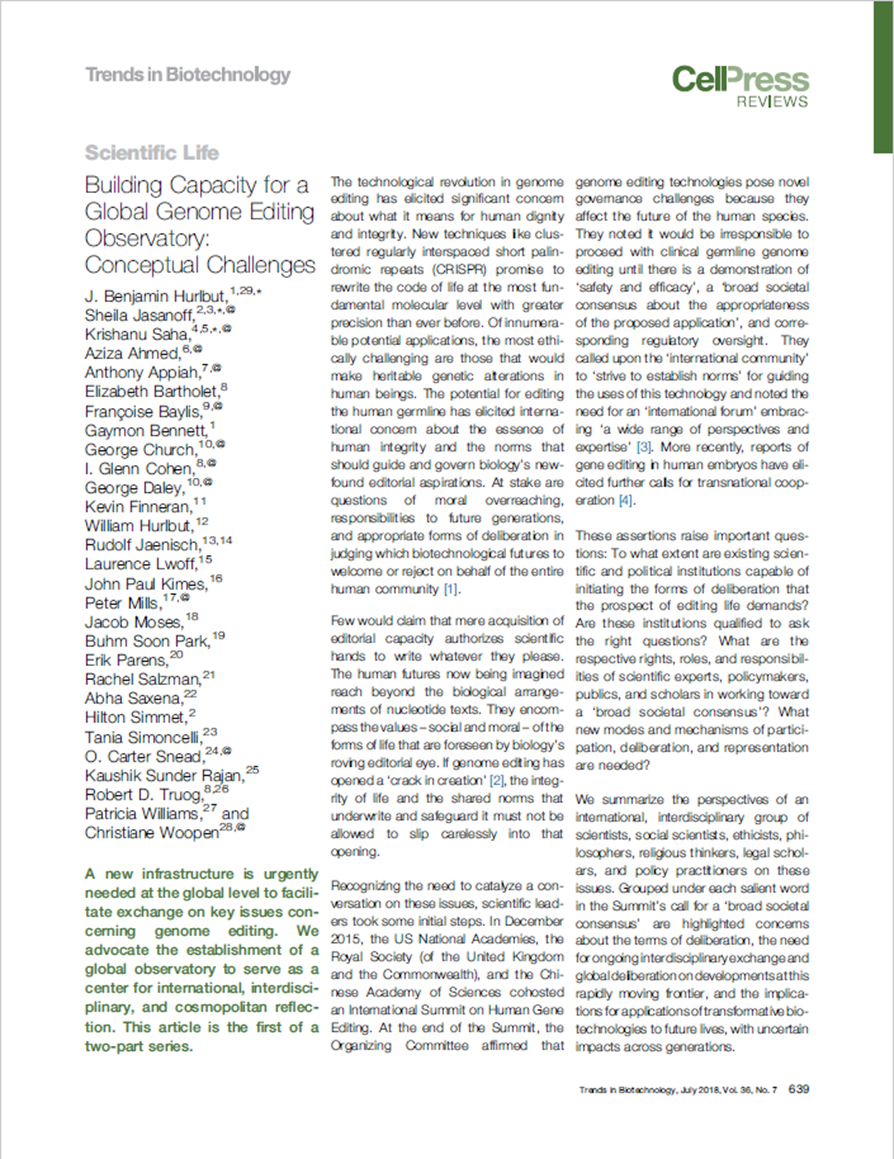 Trends in Biotechnology
CellPress
REVIEWS
Scientific Life
Building Capacity for a
Global Genome Editing
Observatory:
Conceptual Challenges
J. Benjamin Hurlbut,1,29,*
Sheila Jasanoff,2,3,*,@
Krishanu Saha,4,5,*,@
Aziza Ahmed,6,@
Anthony Appiah,7,@
Elizabeth Bartholet,8
Françoise Baylis,9,@
Gaymon Bennett,1
George Church,10,@
I. Glenn Cohen,8,@
George Daley,10,@
Kevin Finneran,11
William Hurlbut,12
Rudolf Jaenisch,13,14
Laurence Lwoff,15
John Paul Kimes,16
Peter Mills,17,@
Jacob Moses,18
Buhm Soon Park,19
Erik Parens,20
Rachel Salzman,21
Abha Saxena,22
Hilton Simmet,2
Tania Simoncelli,23
O. Carter Snead,24,@
Kaushik Sunder Rajan,25
Robert D. Truog,8,26
Patricia Williams,27 and
Christiane Woopen28,@
A new infrastructure is urgently
needed at the global level to facili-
tate exchange on key issues con-
cerning genome editing. We
advocate the establishment of a
global observatory to serve as a
center for international, interdisci-
plinary, and cosmopolitan reflec-
tion. This article is the first of a
two-part series.
The technological revolution in genome
editing has elicited significant concern
about what it means for human dignity
and integrity. New techniques like clus-
tered regularly interspaced short palin-
dromic repeats (CRISPR) promise to
rewrite the code of life at the most fun-
damental molecular level with greater
precision than ever before. Of innumera-
ble potential applications, the most ethi-
cally challenging are those that would
make heritable genetic alterations in
human beings. The potential for editing
the human germline has elicited interna-
tional concern about the essence of
human integrity and the norms that
should guide and govern biology's new-
found editorial aspirations. At stake are
questions of moral overreaching,
responsibilities to future generations,
and appropriate forms of deliberation in
judging which biotechnological futures to
welcome or reject on behalf of the entire
human community [1].
Few would claim that mere acquisition of
editorial capacity authorizes scientific
hands to write whatever they please.
The human futures now being imagined
reach beyond the biological arrange-
ments of nucleotide texts. They encom-
pass the values – social and moral – of the
forms of life that are foreseen by biology's
roving editorial eye. If genome editing has
opened a 'crack in creation' [2], the integ-
rity of life and the shared norms that
underwrite and safeguard it must not be
allowed to slip carelessly into that
opening.
Recognizing the need to catalyze a con-
versation on these issues, scientific lead-
ers took some initial steps. In December
2015, the US National Academies, the
Royal Society (of the United Kingdom
and the Commonwealth), and the Chi-
nese Academy of Sciences cohosted
an International Summit on Human Gene
Editing. At the end of the Summit, the
Organizing Committee affirmed that
genome editing technologies pose novel
governance challenges because they
affect the future of the human species.
They noted it would be irresponsible to
proceed with clinical germline genome
editing until there is a demonstration of
'safety and efficacy', a 'broad societal
consensus about the appropriateness
of the proposed application', and corre-
sponding regulatory oversight. They
called upon the 'international community'
to 'strive to establish norms' for guiding
the uses of this technology and noted the
need for an 'international forum' embrac-
ing 'a wide range of perspectives and
expertise' [3]. More recently, reports of
gene editing in human embryos have eli-
cited further calls for transnational coop-
eration [4].
These assertions raise important ques-
tions: To what extent are existing scien-
tific and political institutions capable of
initiating the forms of deliberation that
the prospect of editing life demands?
Are these institutions qualified to ask
the right questions? What are the
respective rights, roles, and responsibil-
ities of scientific experts, policymakers,
publics, and scholars in working toward
a 'broad societal consensus'? What
new modes and mechanisms of partici-
pation, deliberation, and representation
are needed?
We summarize the perspectives of an
international, interdisciplinary group of
scientists, social scientists, ethicists, phi-
losophers, religious thinkers, legal schol-
ars, and policy practitioners on these
issues. Grouped under each salient word
in the Summit's call for a 'broad societal
consensus' are highlighted concerns
about the terms of deliberation, the need
for ongoing interdisciplinary exchange and
global deliberation on developments at this
rapidly moving frontier, and the implica-
tions for applications of transformative bio-
technologies to future lives, with uncertain
impacts across generations.
Trends in Biotechnology, July 2018, Vol. 36, No. 7 639